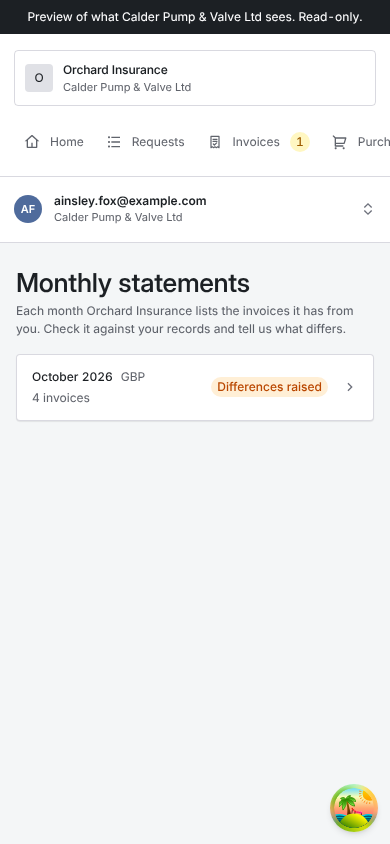 Preview of what Calder Pump & Valve Ltd sees. Read-only.
O
Orchard Insurance
Calder Pump & Valve Ltd
Home
Requests
Invoices
1
Purch
AF
ainsley.fox@example.com
Calder Pump & Valve Ltd
Monthly statements
Each month Orchard Insurance lists the invoices it has from
you. Check it against your records and tell us what differs.
October 2026 GBP
4 invoices
Differences raised